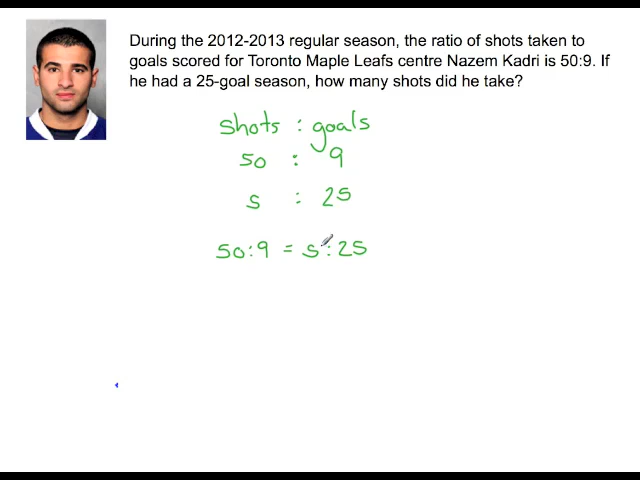 During the 2012-2013 regular season, the ratio of shots taken to
goals scored for Toronto Maple Leafs centre Nazem Kadri is 50:9. If
he had a 25-goal season, how many shots did he take?
shots : goals
50 : 9
s : 25
50:9 = s:25